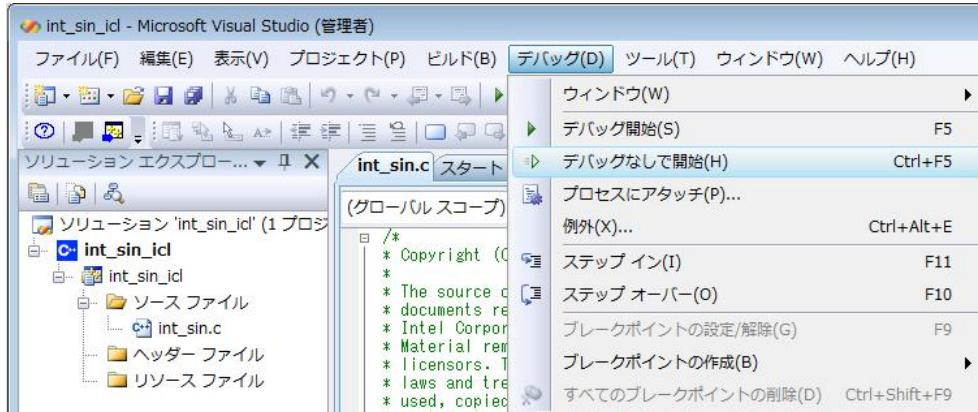 int_sin_icl - Microsoft Visual Studio (管理者)
ファイル(F) 編集(E) 表示(V) プロジェクト(P) ビルド(B) デバッグ(D) ツール(T) ウィンドウ(W) ヘルプ(H)
ウィンドウ(W)
デバッグ開始(S) F5
デバッグなしで開始(H) Ctrl+F5
プロセスにアタッチ(P)...
例外(X)... Ctrl+Alt+E
ステップ イン(I) F11
ステップ オーバー(O) F10
ブレークポイントの設定/解除(G) F9
ブレークポイントの作成(B)
すべてのブレークポイントの削除(D) Ctrl+Shift+F9
ソリューション エクスプロー...
ソリューション 'int_sin_icl' (1 プロジ
int_sin_icl
int_sin_icl
ソース ファイル
int_sin.c
ヘッダー ファイル
リソース ファイル
int_sin.c スタート
(グローバル スコープ)
/*
* Copyright (C
*
* The source c
* documents re
* Intel Corpor
* Material rem
* licensors. T
* laws and tre
* used, copied